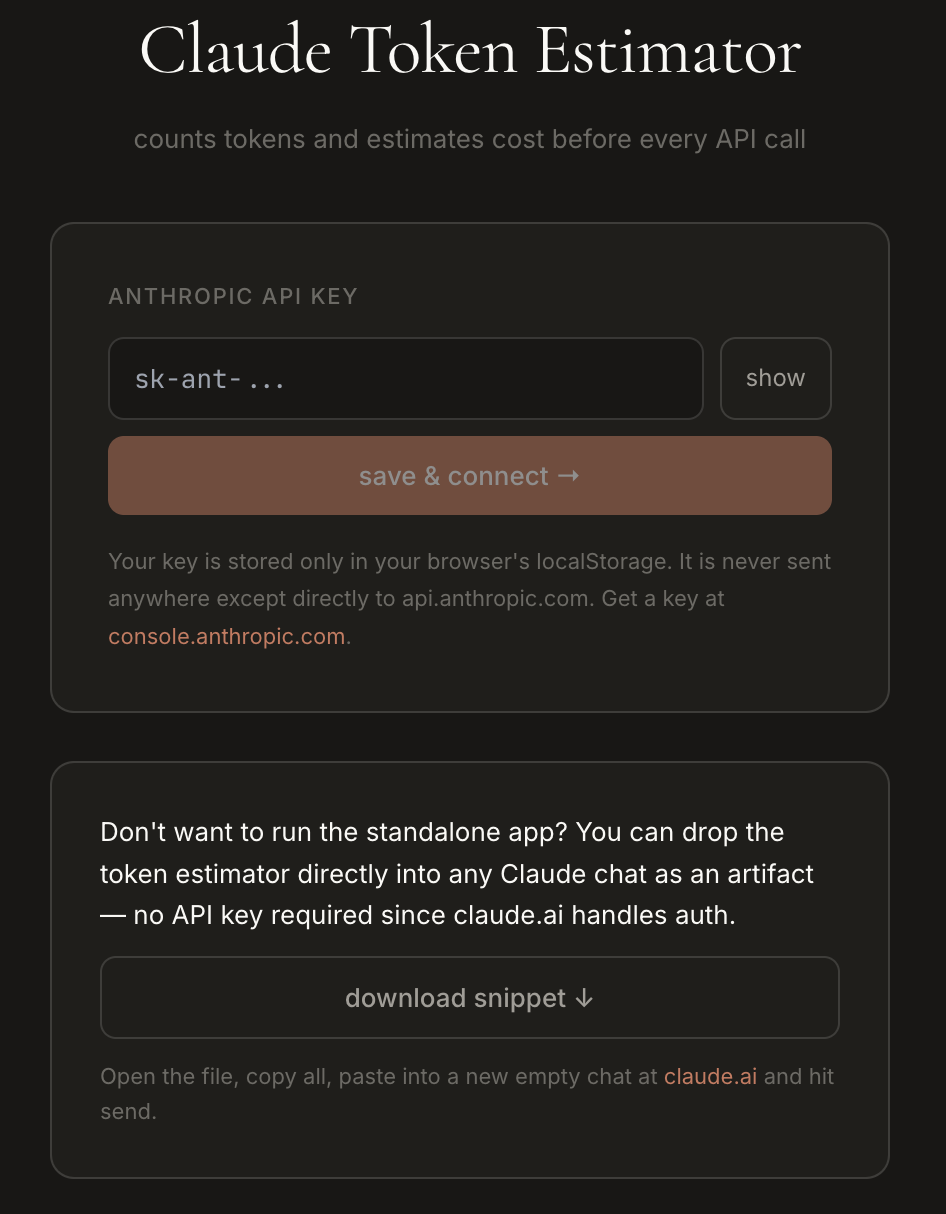 Claude Token Estimator
counts tokens and estimates cost before every API call
ANTHROPIC API KEY
sk-ant-...
show
save & connect →
Your key is stored only in your browser's localStorage. It is never sent
anywhere except directly to api.anthropic.com. Get a key at
console.anthropic.com.
Don't want to run the standalone app? You can drop the
token estimator directly into any Claude chat as an artifact
— no API key required since claude.ai handles auth.
download snippet ↓
Open the file, copy all, paste into a new empty chat at claude.ai and hit
send.